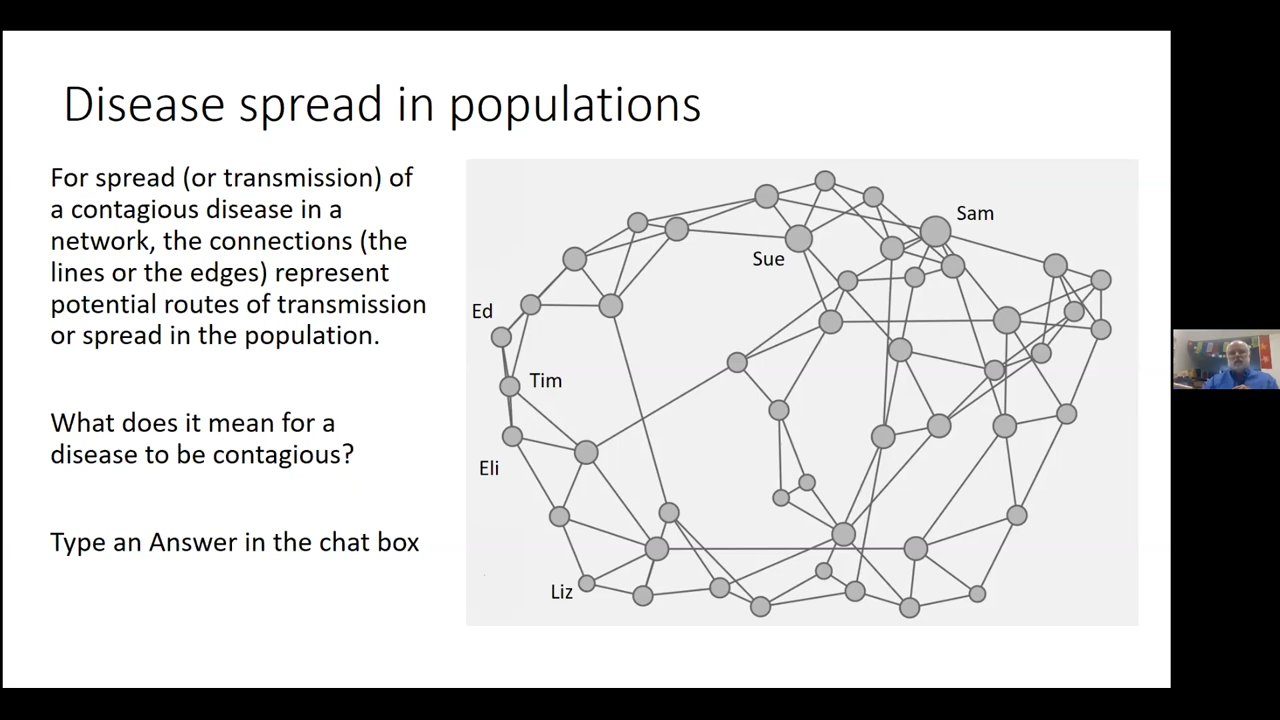 Disease spread in populations
For spread (or transmission) of
a contagious disease in a
network, the connections (the
lines or the edges) represent
potential routes of transmission
or spread in the population.
What does it mean for a
disease to be contagious?
Type an Answer in the chat box
Sam
Sue
Ed
Tim
Eli
Liz